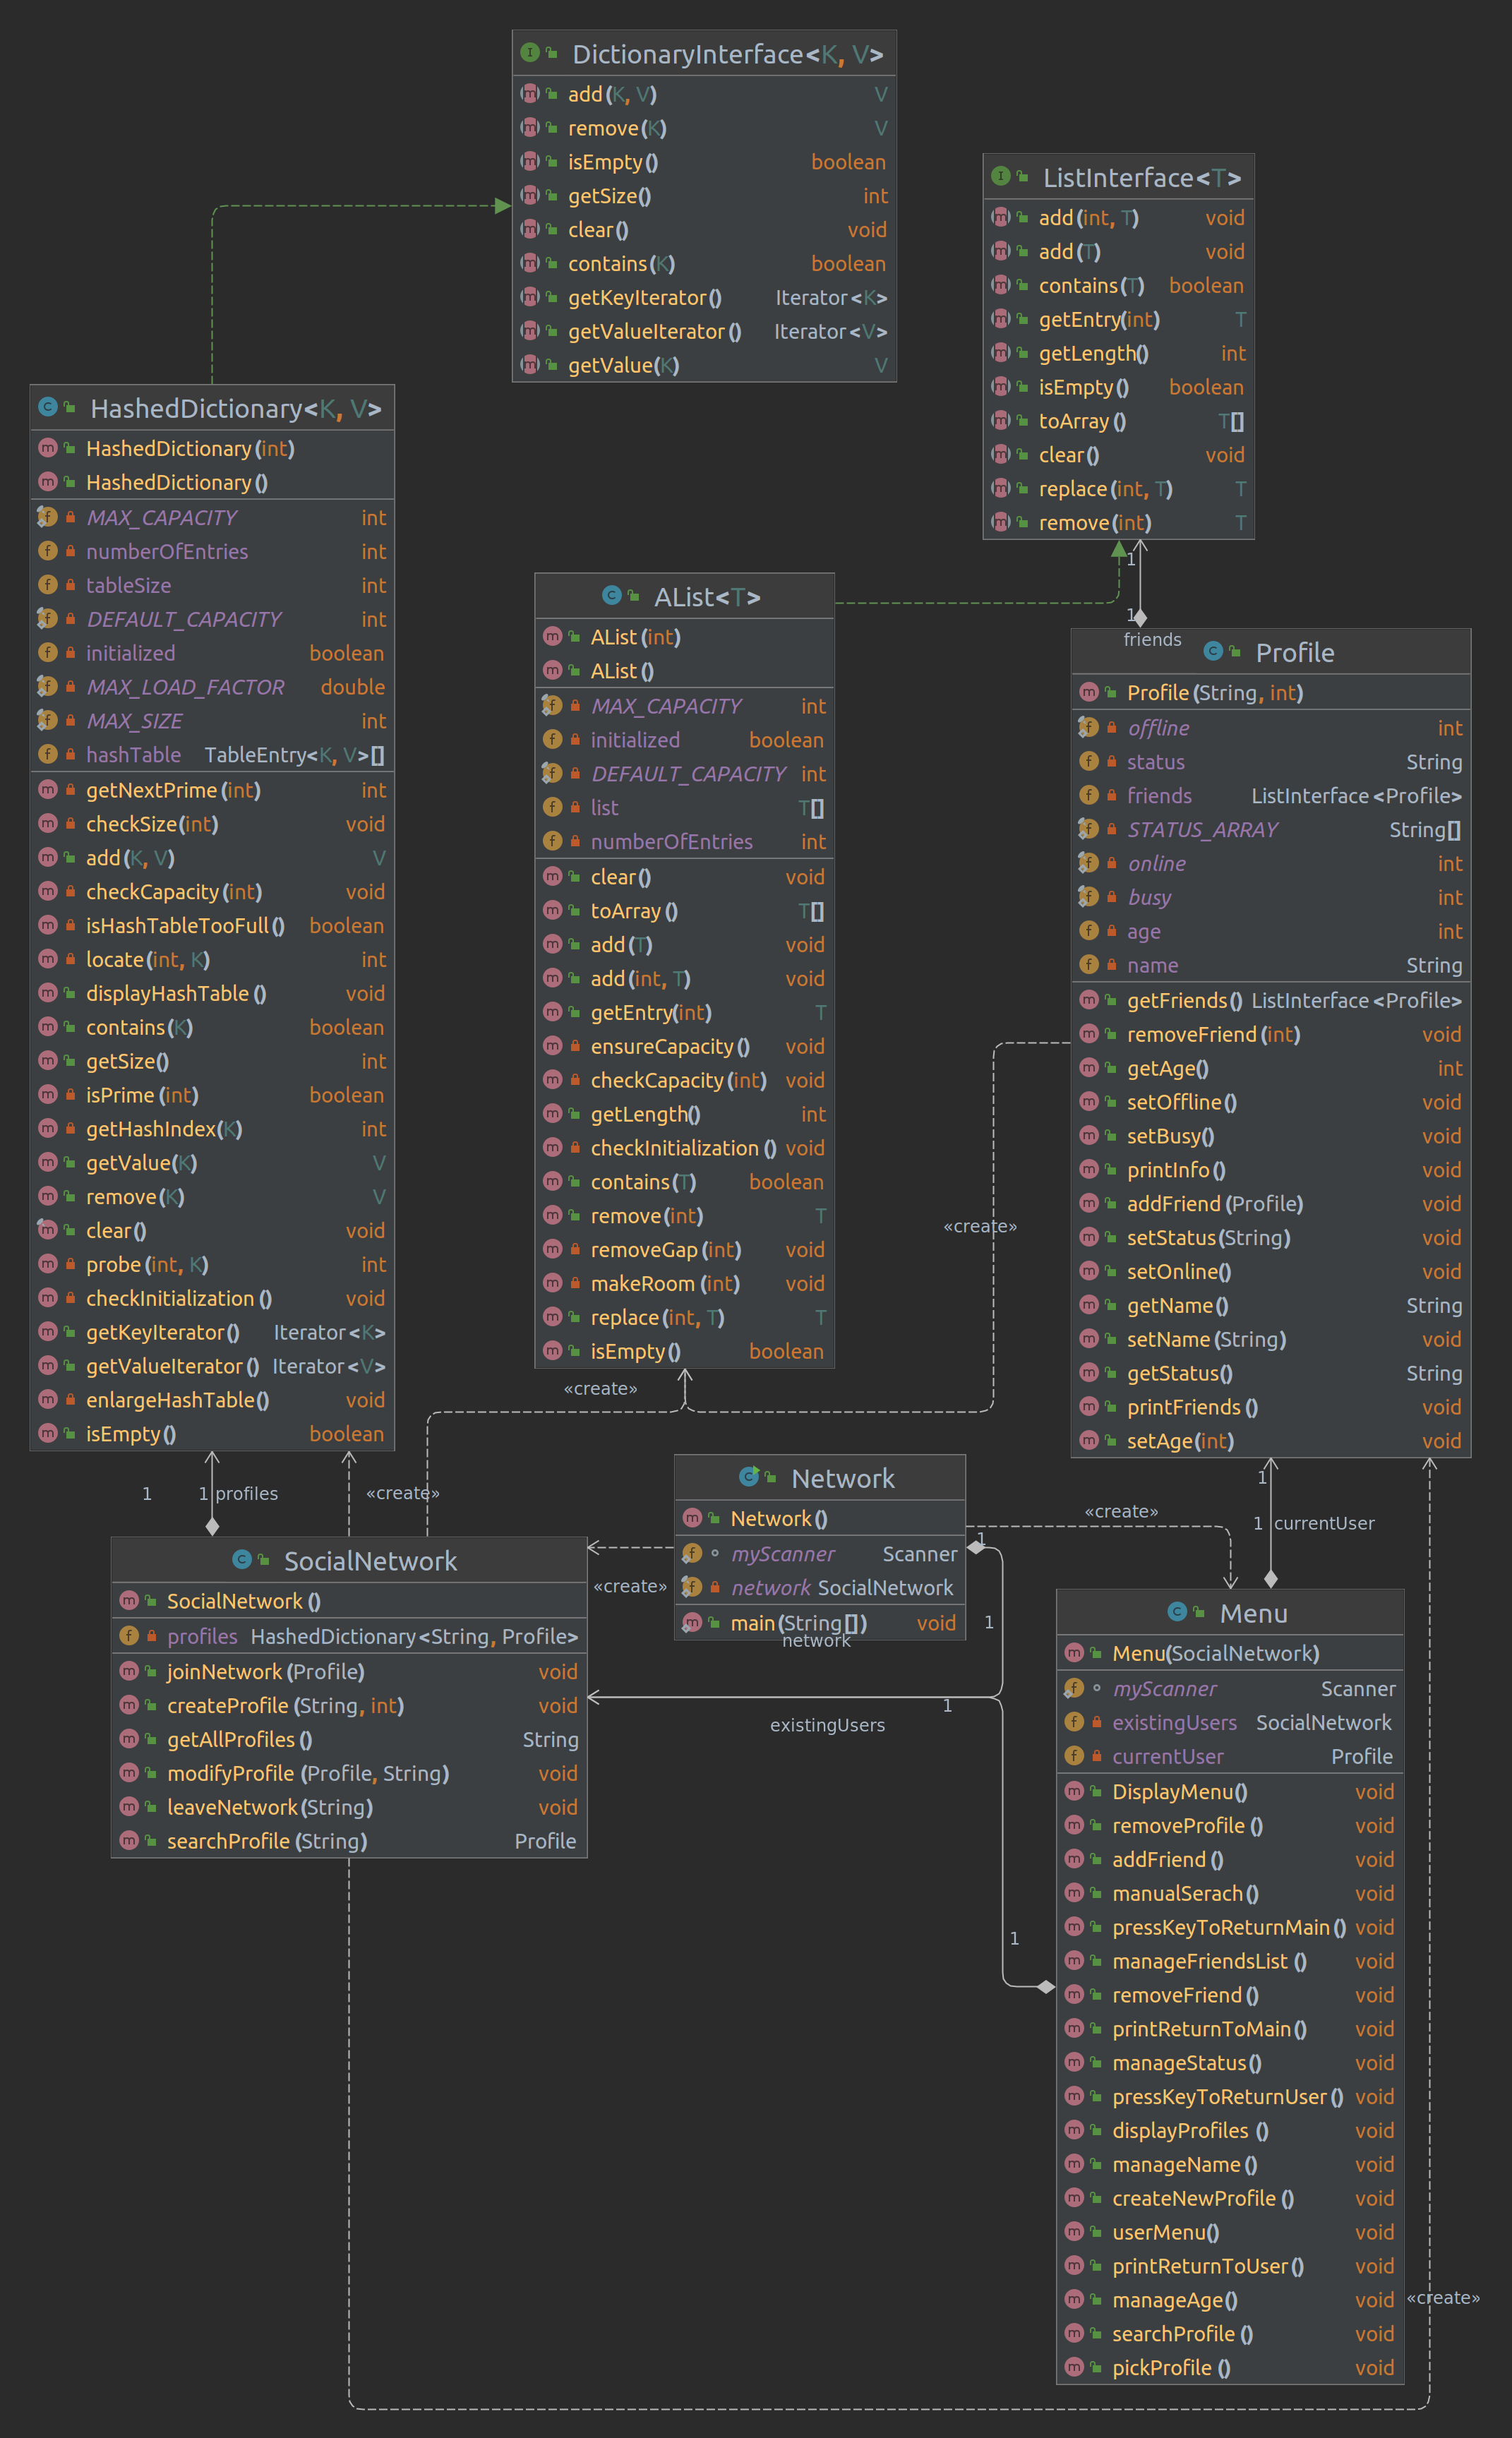 DictionaryInterface<K, V>
add(K, V) V
remove(K) V
isEmpty() boolean
getSize() int
clear() void
contains(K) boolean
getKeyIterator() Iterator<K>
getValueIterator() Iterator<V>
getValue(K) V
ListInterface<T>
add(int, T) void
add(T) void
contains(T) boolean
getEntry(int) T
getLength() int
isEmpty() boolean
toArray() T[]
clear() void
replace(int, T) T
remove(int) T
1
1
friends
HashedDictionary<K, V>
HashedDictionary(int)
HashedDictionary()
MAX_CAPACITY int
numberOfEntries int
tableSize int
DEFAULT_CAPACITY int
initialized boolean
MAX_LOAD_FACTOR double
MAX_SIZE int
hashTable TableEntry<K, V>[]
getNextPrime(int) int
checkSize(int) void
add(K, V) V
checkCapacity(int) void
isHashTableTooFull() boolean
locate(int, K) int
displayHashTable() void
contains(K) boolean
getSize() int
isPrime(int) boolean
getHashIndex(K) int
getValue(K) V
remove(K) V
clear() void
probe(int, K) int
checkInitialization() void
getKeyIterator() Iterator<K>
getValueIterator() Iterator<V>
enlargeHashTable() void
isEmpty() boolean
AList<T>
AList(int)
AList()
MAX_CAPACITY int
initialized boolean
DEFAULT_CAPACITY int
list T[]
numberOfEntries int
clear() void
toArray() T[]
add(T) void
add(int, T) void
getEntry(int) T
ensureCapacity() void
checkCapacity(int) void
getLength() int
checkInitialization() void
contains(T) boolean
remove(int) T
removeGap(int) void
makeRoom(int) void
replace(int, T) T
isEmpty() boolean
Profile
Profile(String, int)
offline int
status String
friends ListInterface<Profile>
STATUS_ARRAY String[]
online int
busy int
age int
name String
getFriends() ListInterface<Profile>
removeFriend(int) void
getAge() int
setOffline() void
setBusy() void
printInfo() void
addFriend(Profile) void
setStatus(String) void
setOnline() void
getName() String
setName(String) void
getStatus() String
printFriends() void
setAge(int) void
«create»
«create»
1
1 profiles
«create»
SocialNetwork
SocialNetwork()
profiles HashedDictionary<String, Profile>
joinNetwork(Profile) void
createProfile(String, int) void
getAllProfiles() String
modifyProfile(Profile, String) void
leaveNetwork(String) void
searchProfile(String) Profile
Network
Network()
myScanner Scanner
network SocialNetwork
main(String[]) void
network
«create»
«create»
1
1
1
existingUsers
1
1
1 currentUser
Menu
Menu(SocialNetwork)
myScanner Scanner
existingUsers SocialNetwork
currentUser Profile
DisplayMenu() void
removeProfile() void
addFriend() void
manualSerach() void
pressKeyToReturnMain() void
manageFriendsList() void
removeFriend() void
printReturnToMain() void
manageStatus() void
pressKeyToReturnUser() void
displayProfiles() void
manageName() void
createNewProfile() void
userMenu() void
printReturnToUser() void
manageAge() void
searchProfile() void
pickProfile() void
«create»